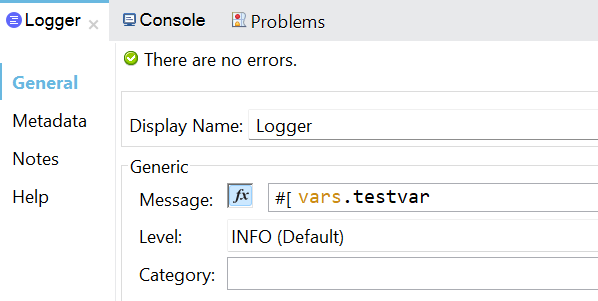 Logger Console Problems
There are no errors.
General
Metadata
Notes
Help
Display Name: Logger
Generic
Message: fx #[ vars.testvar
Level: INFO (Default)
Category: